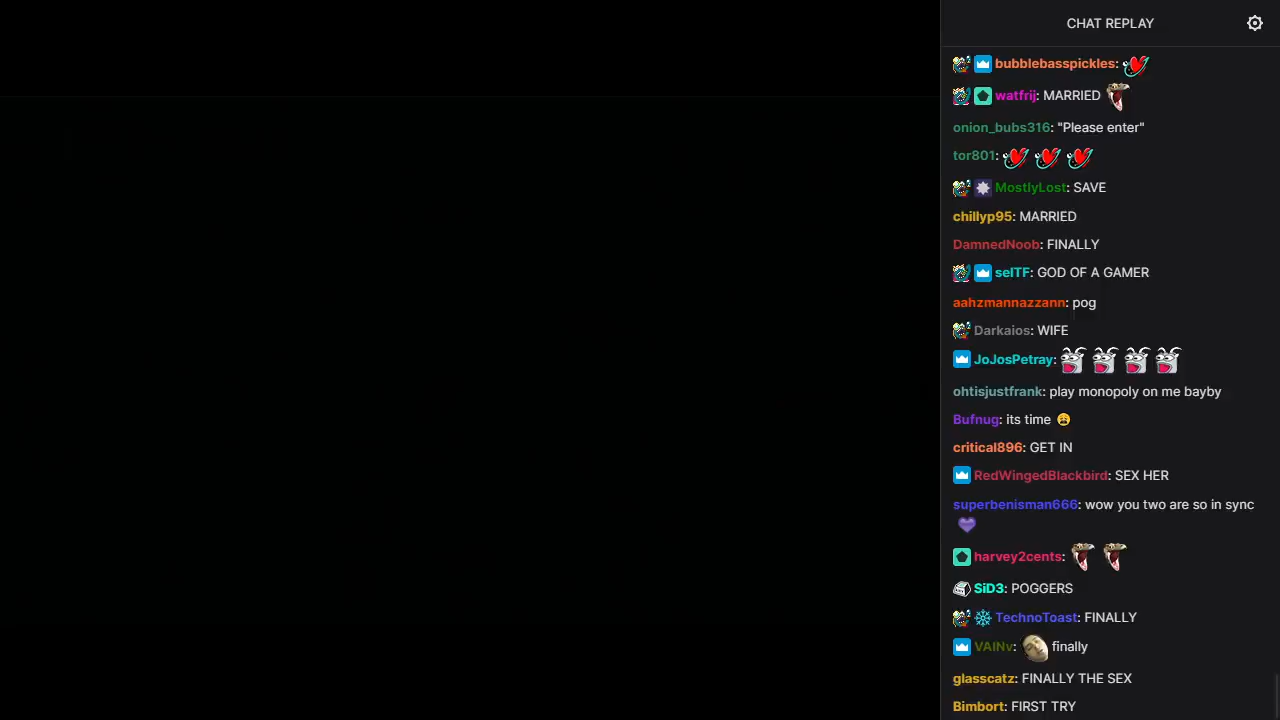 CHAT REPLAY
bubblebasspickles:
watfrij: MARRIED
onion_bubs316: "Please enter"
tor801:
MostlyLost: SAVE
chillyp95: MARRIED
DamnedNoob: FINALLY
selTF: GOD OF A GAMER
aahzmannazzann: pog
Darkaios: WIFE
JoJosPetray:
ohtisjustfrank: play monopoly on me bayby
Bufnug: its time 😩
critical896: GET IN
RedWingedBlackbird: SEX HER
superbenisman666: wow you two are so in sync
harvey2cents:
SiD3: POGGERS
TechnoToast: FINALLY
VAINv: finally
glasscatz: FINALLY THE SEX
Bimbort: FIRST TRY